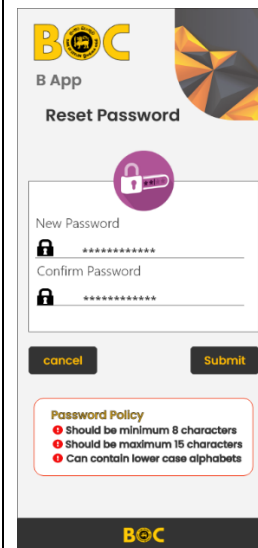 BOC
B App
Reset Password
New Password
************
Confirm Password
************
cancel
Submit
Password Policy
Should be minimum 8 characters
Should be maximum 15 characters
Can contain lower case alphabets
BOC